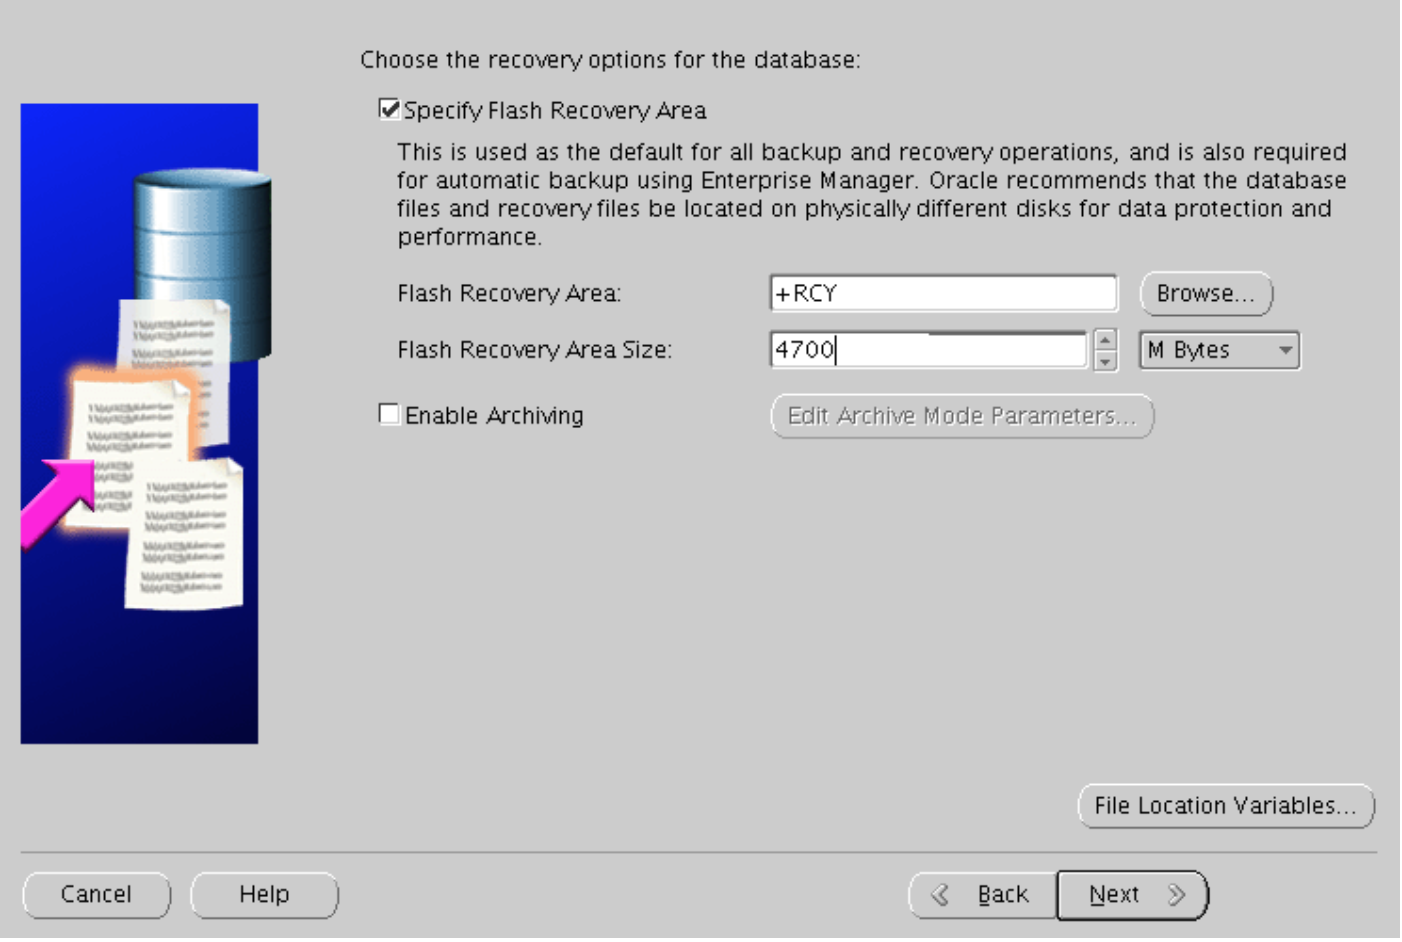 Choose the recovery options for the database:
Specify Flash Recovery Area
This is used as the default for all backup and recovery operations, and is also required
for automatic backup using Enterprise Manager. Oracle recommends that the database
files and recovery files be located on physically different disks for data protection and
performance.
Flash Recovery Area: +RCY Browse...
Flash Recovery Area Size: 4700 M Bytes
Enable Archiving Edit Archive Mode Parameters...
File Location Variables...
Cancel Help Back Next